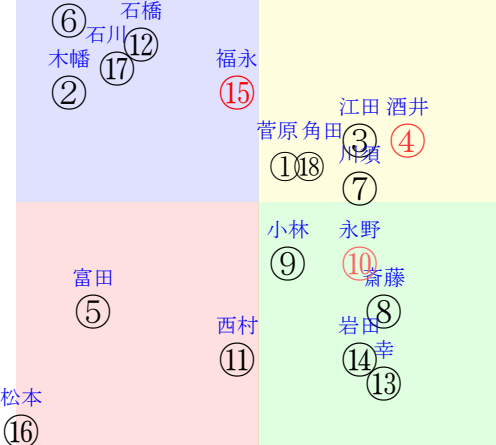 石橋
⑥
石川
⑫
木幡
⑰
福永
②
⑮
江田 酒井
③ ④
菅原 角田
川須
① ⑱
⑦
小林 永野
⑨ ⑩
斎藤
富田
⑤
⑧
西村 岩田
⑪ ⑭
幸
⑬
松本
⑯